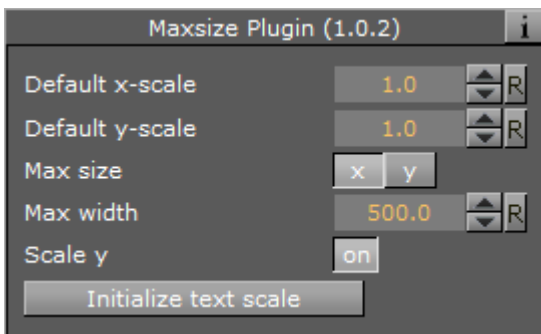 Maxsize Plugin (1.0.2) i
Default x-scale 1.0 R
Default y-scale 1.0 R
Max size x y
Max width 500.0 R
Scale y on
Initialize text scale